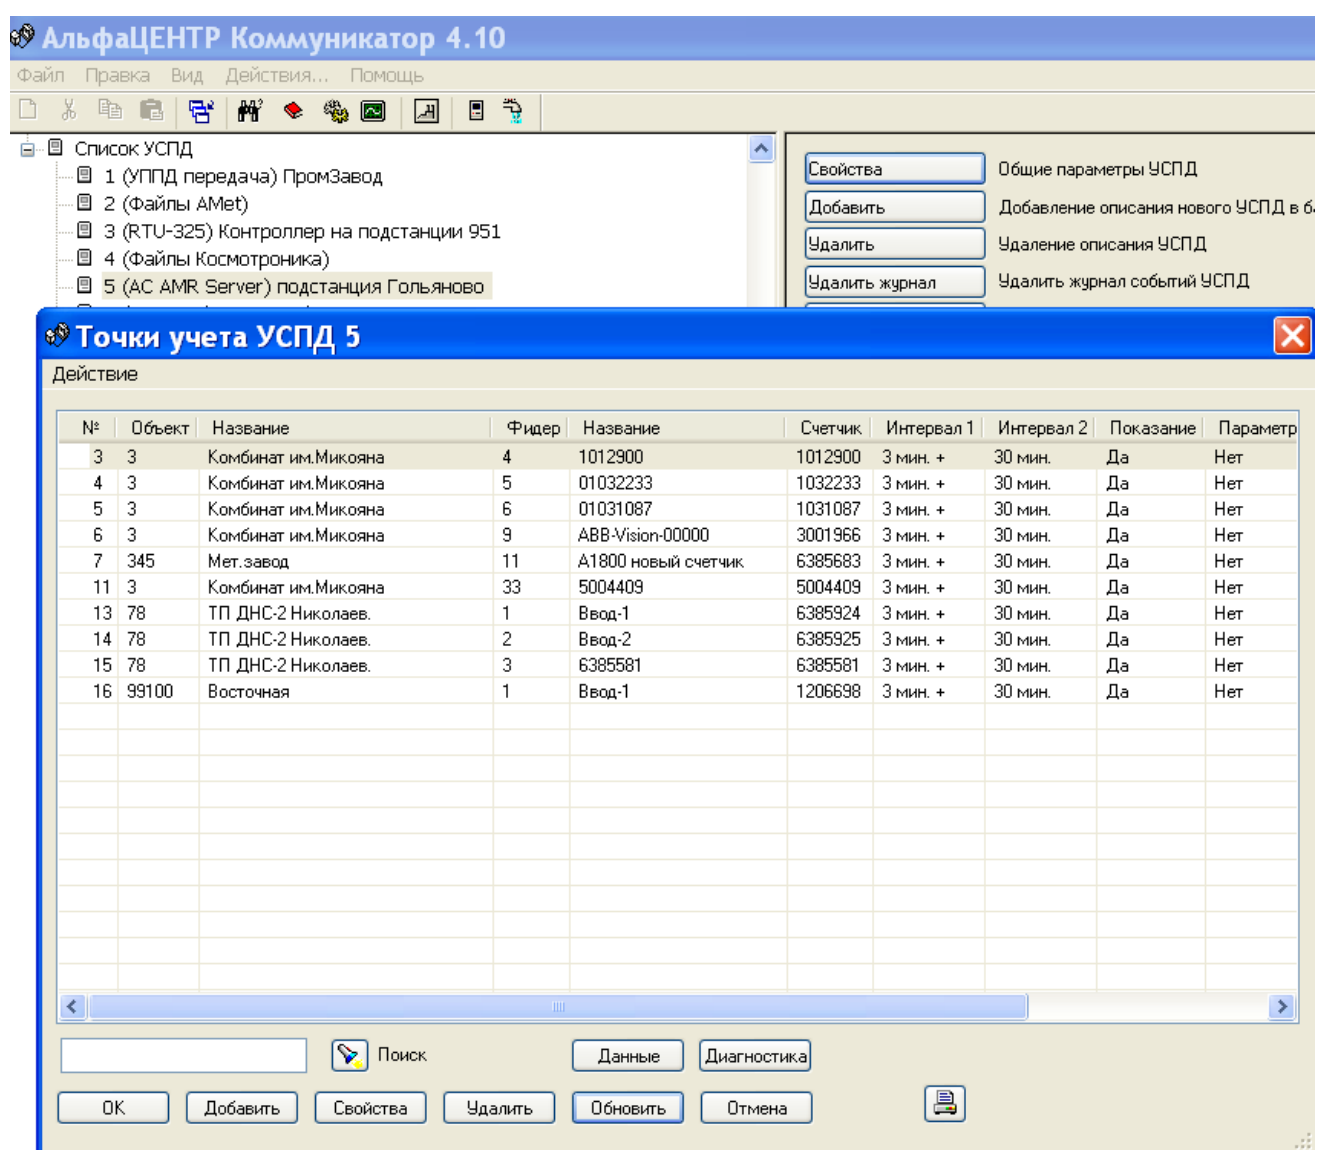 АльфаЦЕНТР Коммуникатор 4.10
Файл Правка Вид Действия... Помощь
Список УСПД
1 (УППД передача) ПромЗавод
2 (Файлы AMet)
3 (RTU-325) Контроллер на подстанции 951
4 (Файлы Космотроника)
5 (AC AMR Server) подстанция Гольяново
Свойства Общие параметры УСПД
Добавить Добавление описания нового УСПД в б
Удалить Удаление описания УСПД
Удалить журнал Удалить журнал событий УСПД
Точки учета УСПД 5
Действие
№ Объект Название Фидер Название Счетчик Интервал 1 Интервал 2 Показание Параметр
3 3 Комбинат им.Микояна 4 1012900 1012900 3 мин. + 30 мин. Да Нет
4 3 Комбинат им.Микояна 5 01032233 1032233 3 мин. + 30 мин. Да Нет
5 3 Комбинат им.Микояна 6 01031087 1031087 3 мин. + 30 мин. Да Нет
6 3 Комбинат им.Микояна 9 ABB-Vision-00000 3001966 3 мин. + 30 мин. Да Нет
7 345 Мет.завод 11 А1800 новый счетчик 6385683 3 мин. + 30 мин. Да Нет
11 3 Комбинат им.Микояна 33 5004409 5004409 3 мин. + 30 мин. Да Нет
13 78 ТП ДНС-2 Николаев. 1 Ввод-1 6385924 3 мин. + 30 мин. Да Нет
14 78 ТП ДНС-2 Николаев. 2 Ввод-2 6385925 3 мин. + 30 мин. Да Нет
15 78 ТП ДНС-2 Николаев. 3 6385581 6385581 3 мин. + 30 мин. Да Нет
16 99100 Восточная 1 Ввод-1 1206698 3 мин. + 30 мин. Да Нет
Поиск Данные Диагностика
OK Добавить Свойства Удалить Обновить Отмена